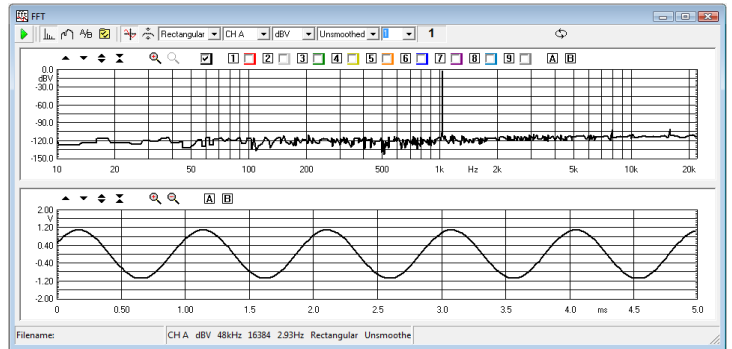 FFT
Rectangular CH A dBV Unsmoothed 1 1
1 2 3 4 5 6 7 8 9 A B
0.0
dBV
-30.0
-60.0
-90.0
-120.0
-150.0
10 20 50 100 200 500 1k Hz 2k 5k 10k 20k
A B
2.00
V
1.20
0.40
-0.40
-1.20
-2.00
0 0.50 1.00 1.5 2.0 2.5 3.0 3.5 4.0 ms 4.5 5.0
Filename: CH A dBV 48kHz 16384 2.93Hz Rectangular Unsmoothe